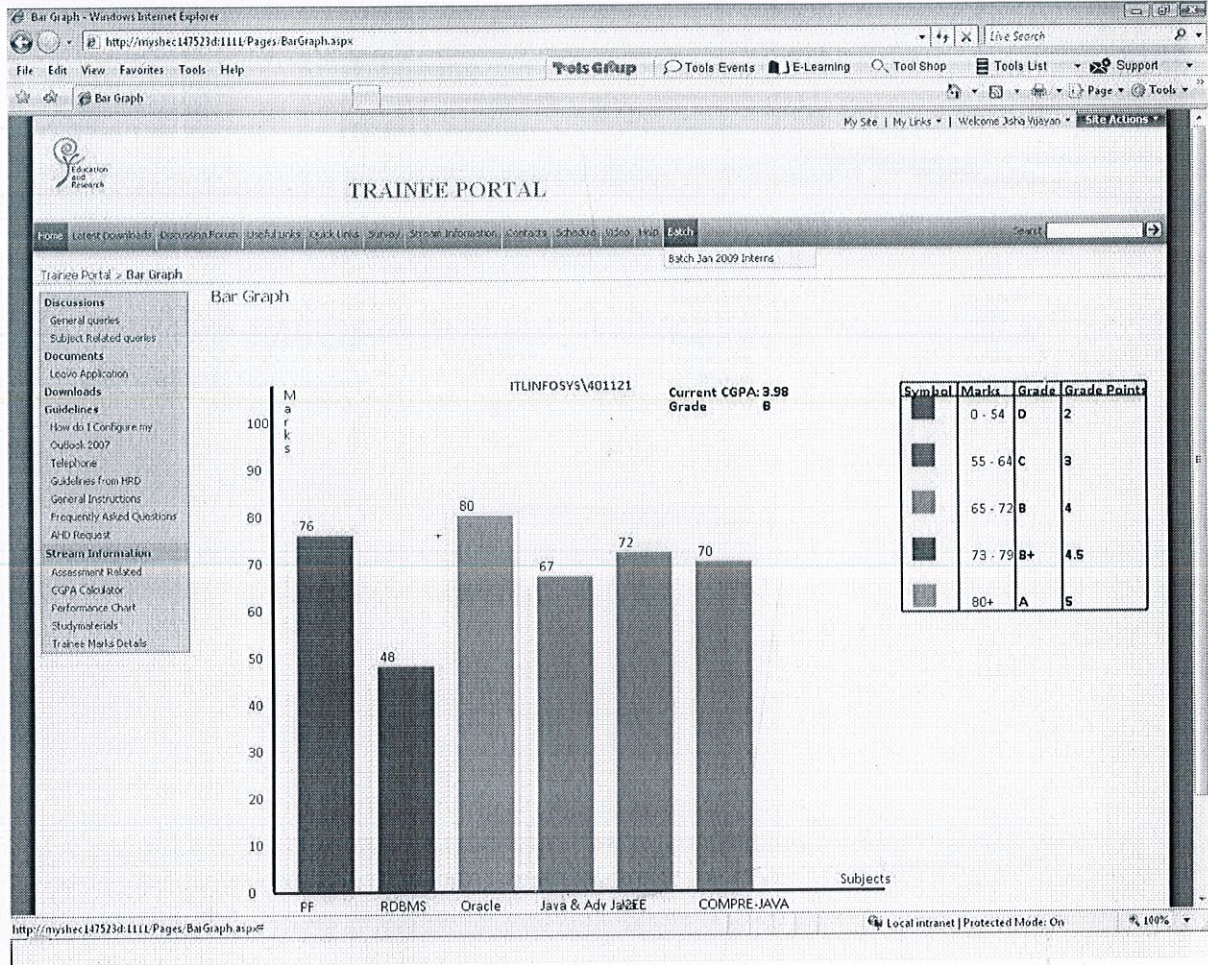 Bar Graph - Windows Internet Explorer
http://myshec147523d:1111/Pages/BarGraph.aspx
Live Search
File Edit View Favorites Tools Help
Tools Group Tools Events E-Learning Tool Shop Tools List Support
Bar Graph
Page Tools
My Site | My Links | Welcome Jisha Vijayan Site Actions
Education
and
Research
TRAINEE PORTAL
Home Latest Downloads Discussion Forum Useful Links Quick Links Survey Stream Information Contacts Schedule Video Help Batch
Search
Batch Jan 2009 Interns
Trainee Portal > Bar Graph
Discussions
General queries
Subject Related queries
Documents
Leave Application
Downloads
Guidelines
How do I Configure my
Outlook 2007
Telephone
Guidelines from HRD
General Instructions
Frequently Asked Questions
AHD Request
Stream Information
Assessment Related
CGPA Calculator
Performance Chart
Studymaterials
Trainee Marks Details
Bar Graph
Marks
ITLINFOSYS\401121
Current CGPA: 3.98
Grade B
100
90
80
70
60
50
40
30
20
10
0
76
48
80
67
72
70
PF RDBMS Oracle Java & Adv Ja J2EE COMPRE-JAVA
Subjects
Symbol Marks Grade Grade Points
0 - 54 D 2
55 - 64 C 3
65 - 72 B 4
73 - 79 B+ 4.5
80+ A 5
http://myshec147523d:1111/Pages/BarGraph.aspx#
Local intranet | Protected Mode: On
100%